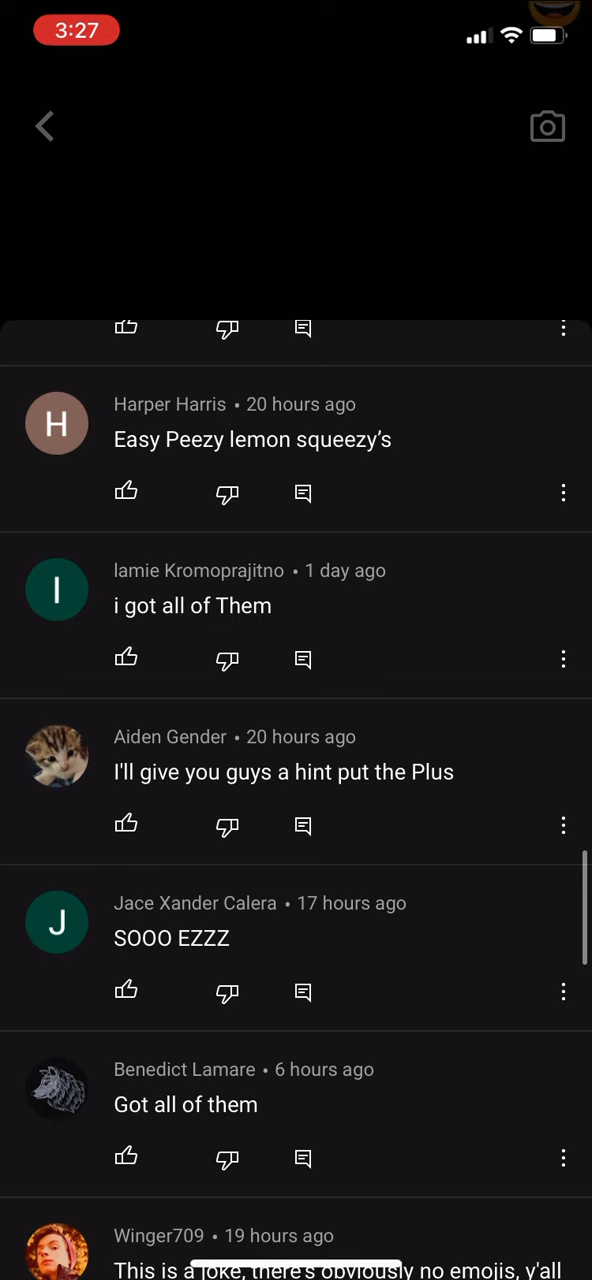 3:27
H
Harper Harris • 20 hours ago
Easy Peezy lemon squeezy’s
I
Iamie Kromoprajitno • 1 day ago
i got all of Them
Aiden Gender • 20 hours ago
I'll give you guys a hint put the Plus
J
Jace Xander Calera • 17 hours ago
SOOO EZZZ
Benedict Lamare • 6 hours ago
Got all of them
Winger709 • 19 hours ago
This is a joke, there's obviously no emojis, y'all